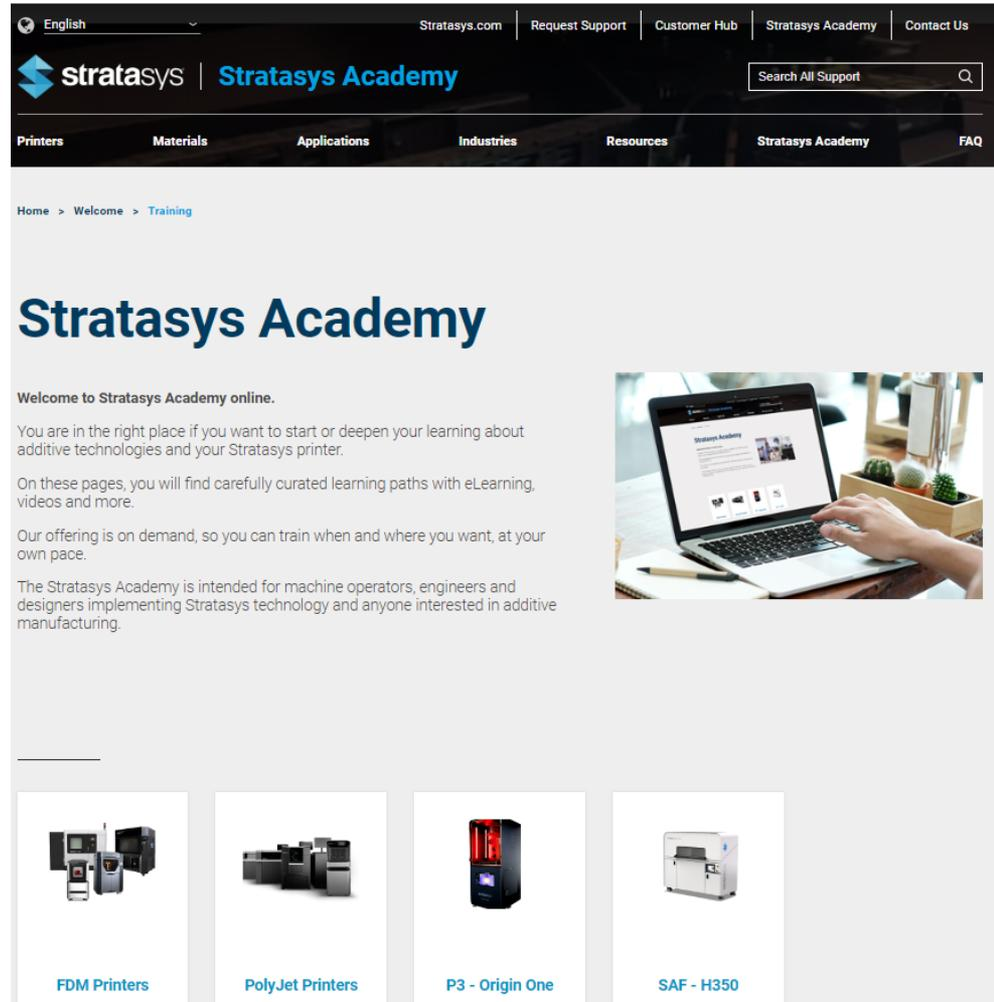 English
Stratasys.com
Request Support
Customer Hub
Stratasys Academy
Contact Us
stratasys
Stratasys Academy
Search All Support
Printers
Materials
Applications
Industries
Resources
Stratasys Academy
FAQ
Home > Welcome > Training
Stratasys Academy
Welcome to Stratasys Academy online.
You are in the right place if you want to start or deepen your learning about
additive technologies and your Stratasys printer.
On these pages, you will find carefully curated learning paths with eLearning,
videos and more.
Our offering is on demand, so you can train when and where you want, at your
own pace.
The Stratasys Academy is intended for machine operators, engineers and
designers implementing Stratasys technology and anyone interested in additive
manufacturing.
Stratasys Academy
FDM Printers
PolyJet Printers
P3 - Origin One
SAF - H350